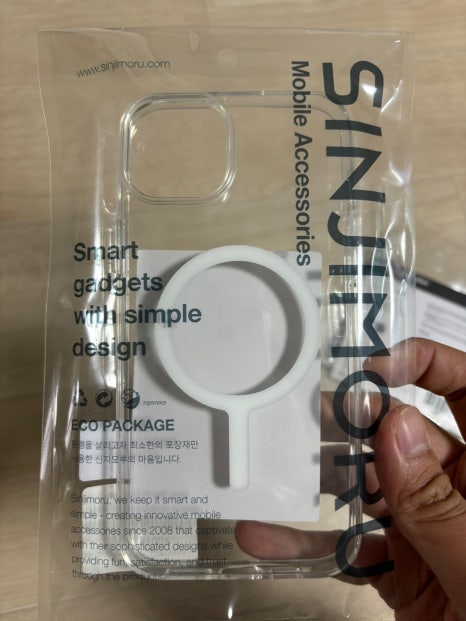 www.sinjimoru.com
SINJIMORU
Mobile Accessories
Smart
gadgets
with simple
design
ECO PACKAGE
환경을 살리고자 최소한의 포장재만
사용한 신지모루의 마음입니다.
Sinjimoru, we keep it smart and
simple - creating innovative mobile
accessories since 2008 that captivate
with their sophisticated designs while
providing fun, satisfaction, and trust
through the products.